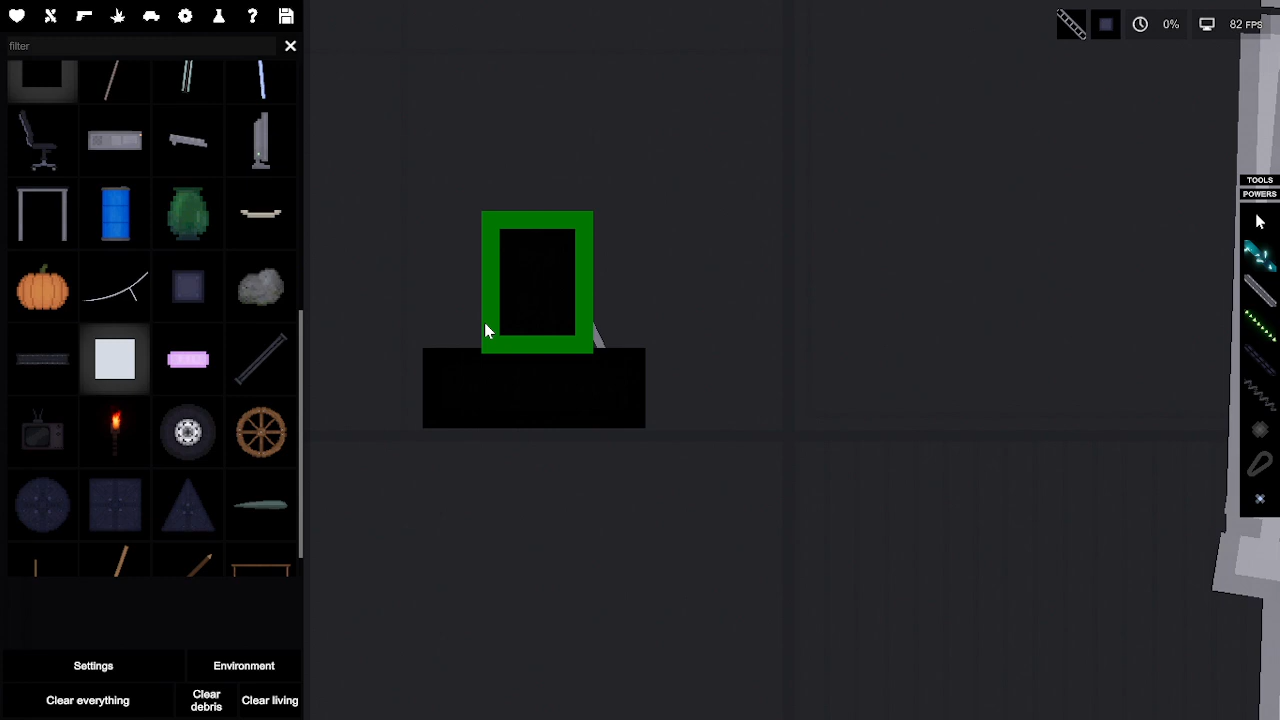 filter
0%
82 FPS
TOOLS
POWERS
Settings
Environment
Clear everything
Clear debris
Clear living